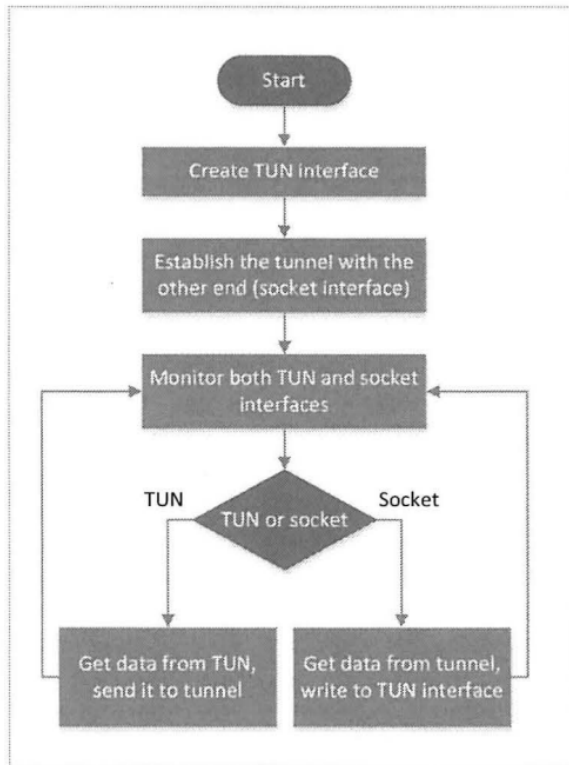 Start
Create TUN interface
Establish the tunnel with the
other end (socket interface)
Monitor both TUN and socket
interfaces
TUN
Socket
TUN or socket
Get data from TUN,
send it to tunnel
Get data from tunnel,
write to TUN interface